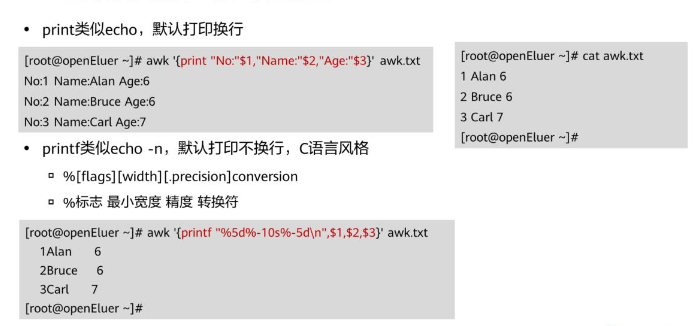 • print类似echo，默认打印换行
[root@openEluer ~]# awk '{print "No:"$1,"Name:"$2,"Age:"$3}' awk.txt
No:1 Name:Alan Age:6
No:2 Name:Bruce Age:6
No:3 Name:Carl Age:7
[root@openEluer ~]# cat awk.txt
1 Alan 6
2 Bruce 6
3 Carl 7
[root@openEluer ~]#
• printf类似echo -n，默认打印不换行，C语言风格
▫ %[flags][width][.precision]conversion
▫ %标志 最小宽度 精度 转换符
[root@openEluer ~]# awk '{printf "%5d%-10s%-5d\n",$1,$2,$3}' awk.txt
    1Alan      6
    2Bruce     6
    3Carl      7
[root@openEluer ~]#